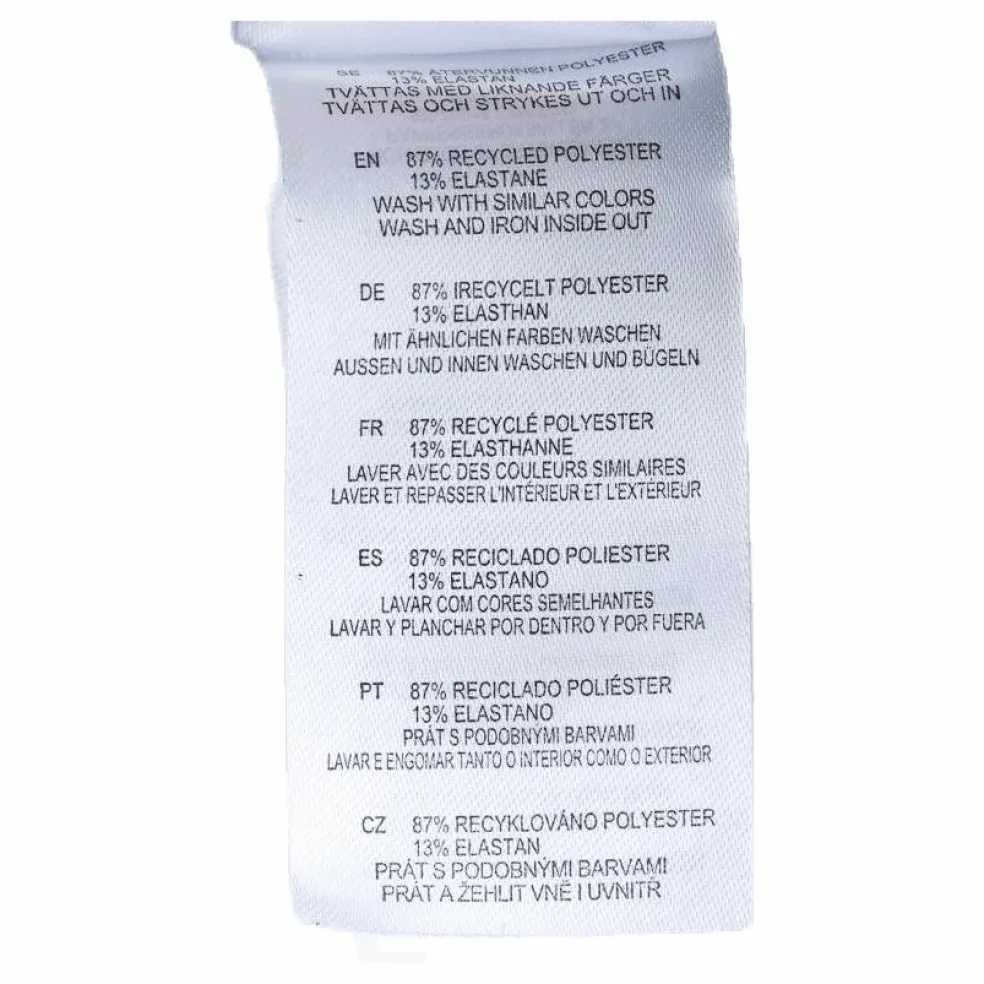 SE 87% ÅTERVUNNEN POLYESTER
13% ELASTAN
TVÄTTAS MED LIKNANDE FÄRGER
TVÄTTAS OCH STRYKES UT OCH IN
EN 87% RECYCLED POLYESTER
13% ELASTANE
WASH WITH SIMILAR COLORS
WASH AND IRON INSIDE OUT
DE 87% IRECYCELT POLYESTER
13% ELASTHAN
MIT ÄHNLICHEN FARBEN WASCHEN
AUSSEN UND INNEN WASCHEN UND BÜGELN
FR 87% RECYCLÉ POLYESTER
13% ELASTHANNE
LAVER AVEC DES COULEURS SIMILAIRES
LAVER ET REPASSER L'INTÉRIEUR ET L'EXTÉRIEUR
ES 87% RECICLADO POLIESTER
13% ELASTANO
LAVAR COM CORES SEMELHANTES
LAVAR Y PLANCHAR POR DENTRO Y POR FUERA
PT 87% RECICLADO POLIÉSTER
13% ELASTANO
PRÁT S PODOBNÝMI BARVAMI
LAVAR E ENGOMAR TANTO O INTERIOR COMO O EXTERIOR
CZ 87% RECYKLOVÁNO POLYESTER
13% ELASTAN
PRÁT S PODOBNÝMI BARVAMI
PRÁT A ŽEHLIT VNĚ I UVNITŘ